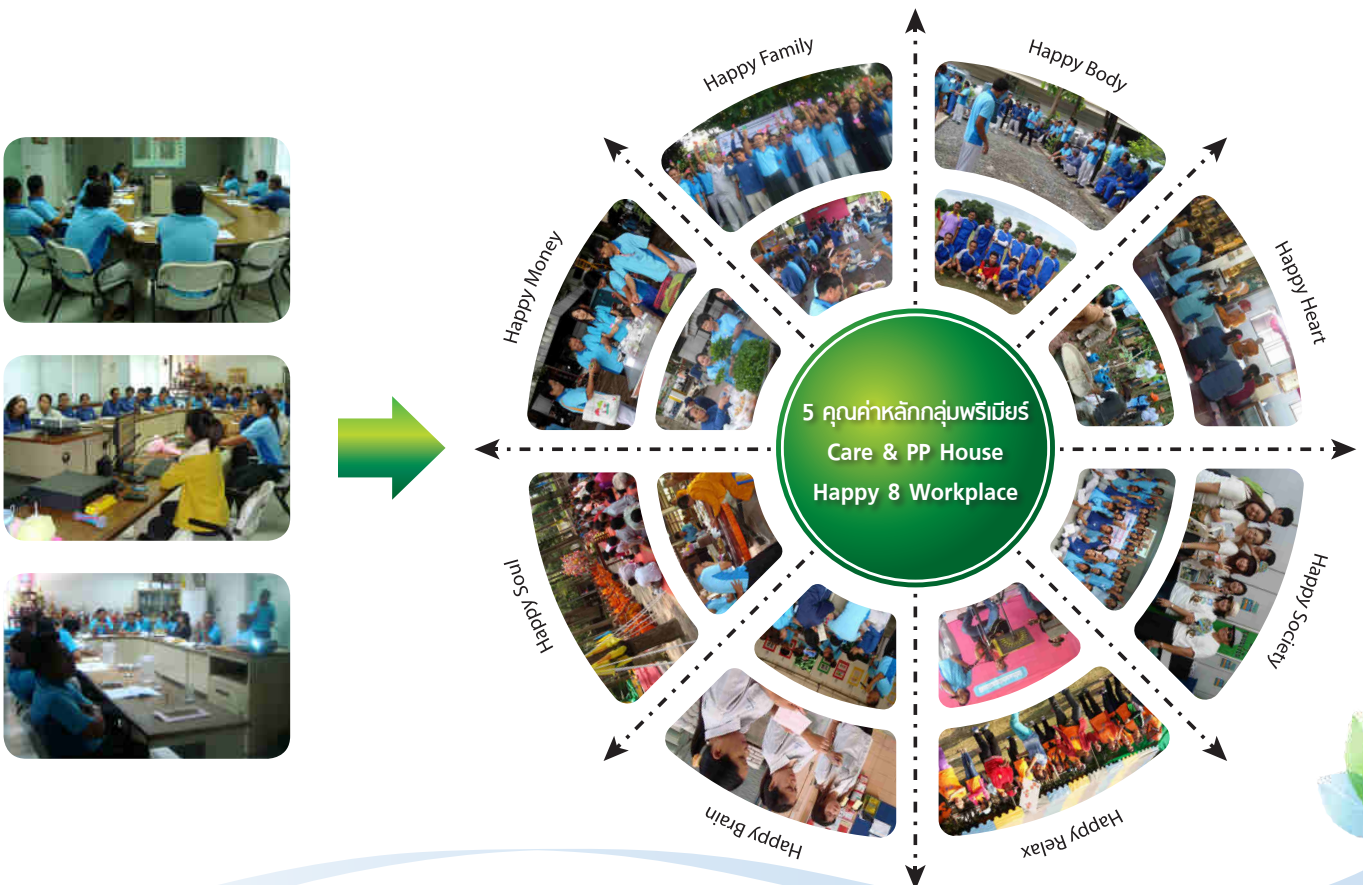 Happy Family
Happy Body
Happy Money
Happy Heart
5 คุณค่าหลักกลุ่มพรีเมียร์
Care & PP House
Happy 8 Workplace
Happy Soul
Happy Society
Happy Brain
Happy Relax